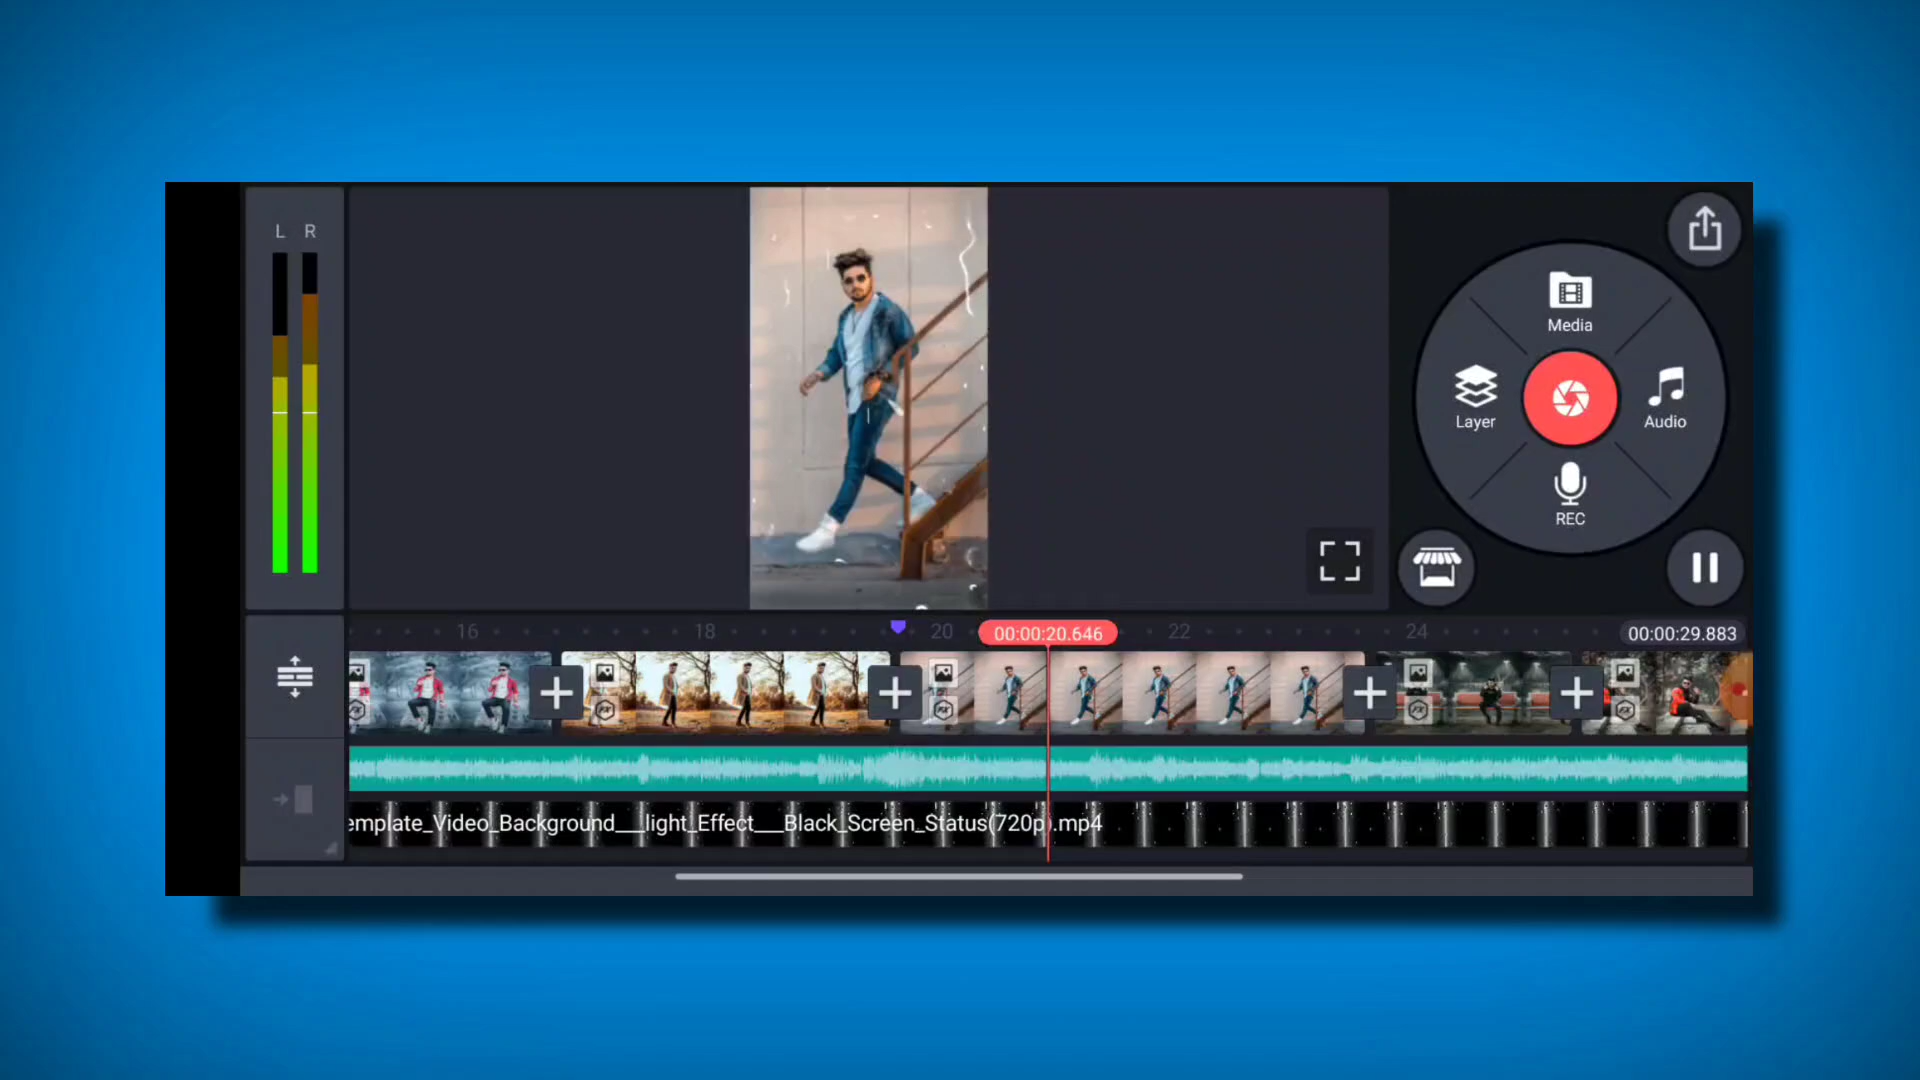 L R
Media
Layer
Audio
REC
16 18 20 00:00:20.646 22 24 00:00:29.883
emplate_Video_Background___light_Effect___Black_Screen_Status(720p).mp4